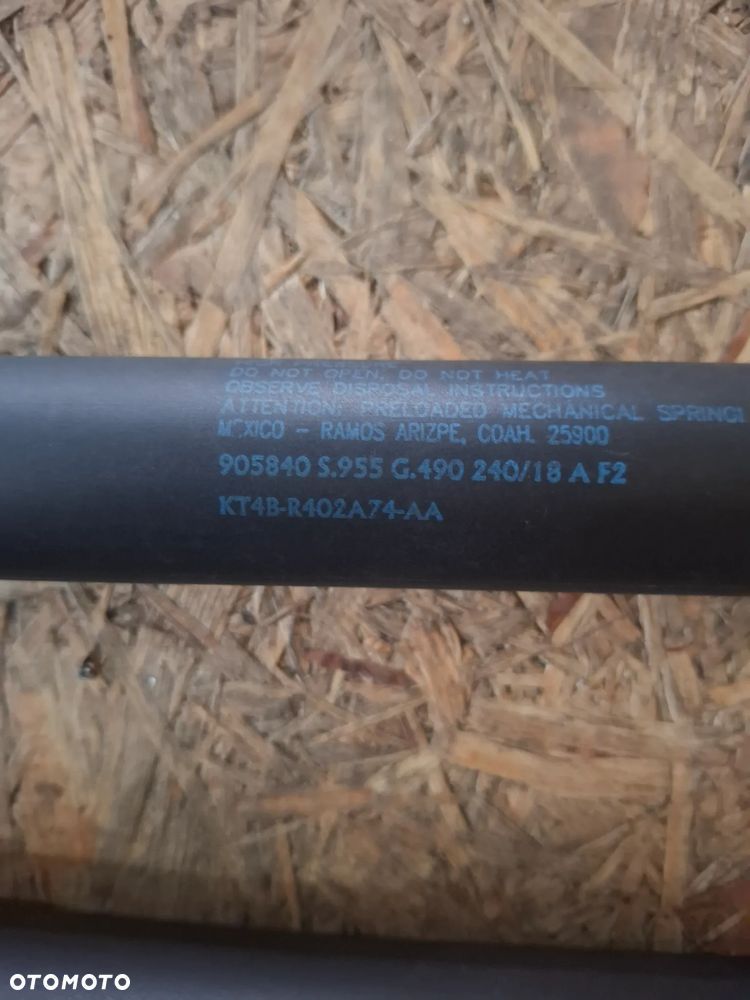 DO NOT OPEN, DO NOT HEAT
OBSERVE DISPOSAL INSTRUCTIONS
ATTENTION: PRELOADED MECHANICAL SPRING!
MEXICO - RAMOS ARIZPE, COAH. 25900
905840 S.955 G.490 240/18 A F2
KT4B-R402A74-AA
OTOMOTO